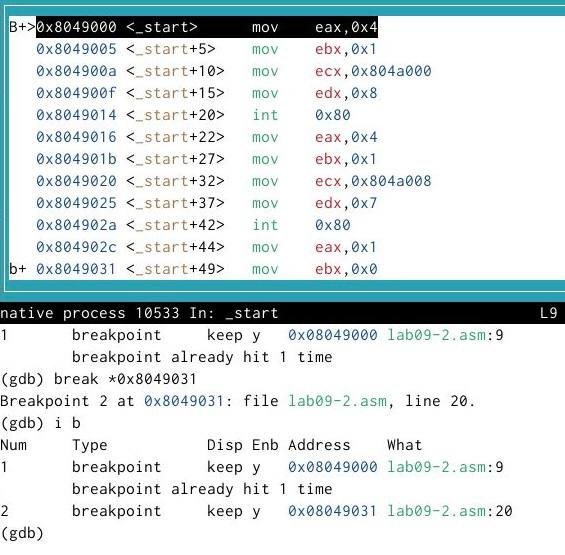 B+>0x8049000 <_start>      mov    eax,0x4
0x8049005 <_start+5>    mov    ebx,0x1
0x804900a <_start+10>   mov    ecx,0x804a000
0x804900f <_start+15>   mov    edx,0x8
0x8049014 <_start+20>   int    0x80
0x8049016 <_start+22>   mov    eax,0x4
0x804901b <_start+27>   mov    ebx,0x1
0x8049020 <_start+32>   mov    ecx,0x804a008
0x8049025 <_start+37>   mov    edx,0x7
0x804902a <_start+42>   int    0x80
0x804902c <_start+44>   mov    eax,0x1
b+ 0x8049031 <_start+49>   mov    ebx,0x0
native process 10533 In: _start                             L9
1       breakpoint     keep y   0x08049000 lab09-2.asm:9
        breakpoint already hit 1 time
(gdb) break *0x8049031
Breakpoint 2 at 0x8049031: file lab09-2.asm, line 20.
(gdb) i b
Num     Type           Disp Enb Address    What
1       breakpoint     keep y   0x08049000 lab09-2.asm:9
        breakpoint already hit 1 time
2       breakpoint     keep y   0x08049031 lab09-2.asm:20
(gdb)